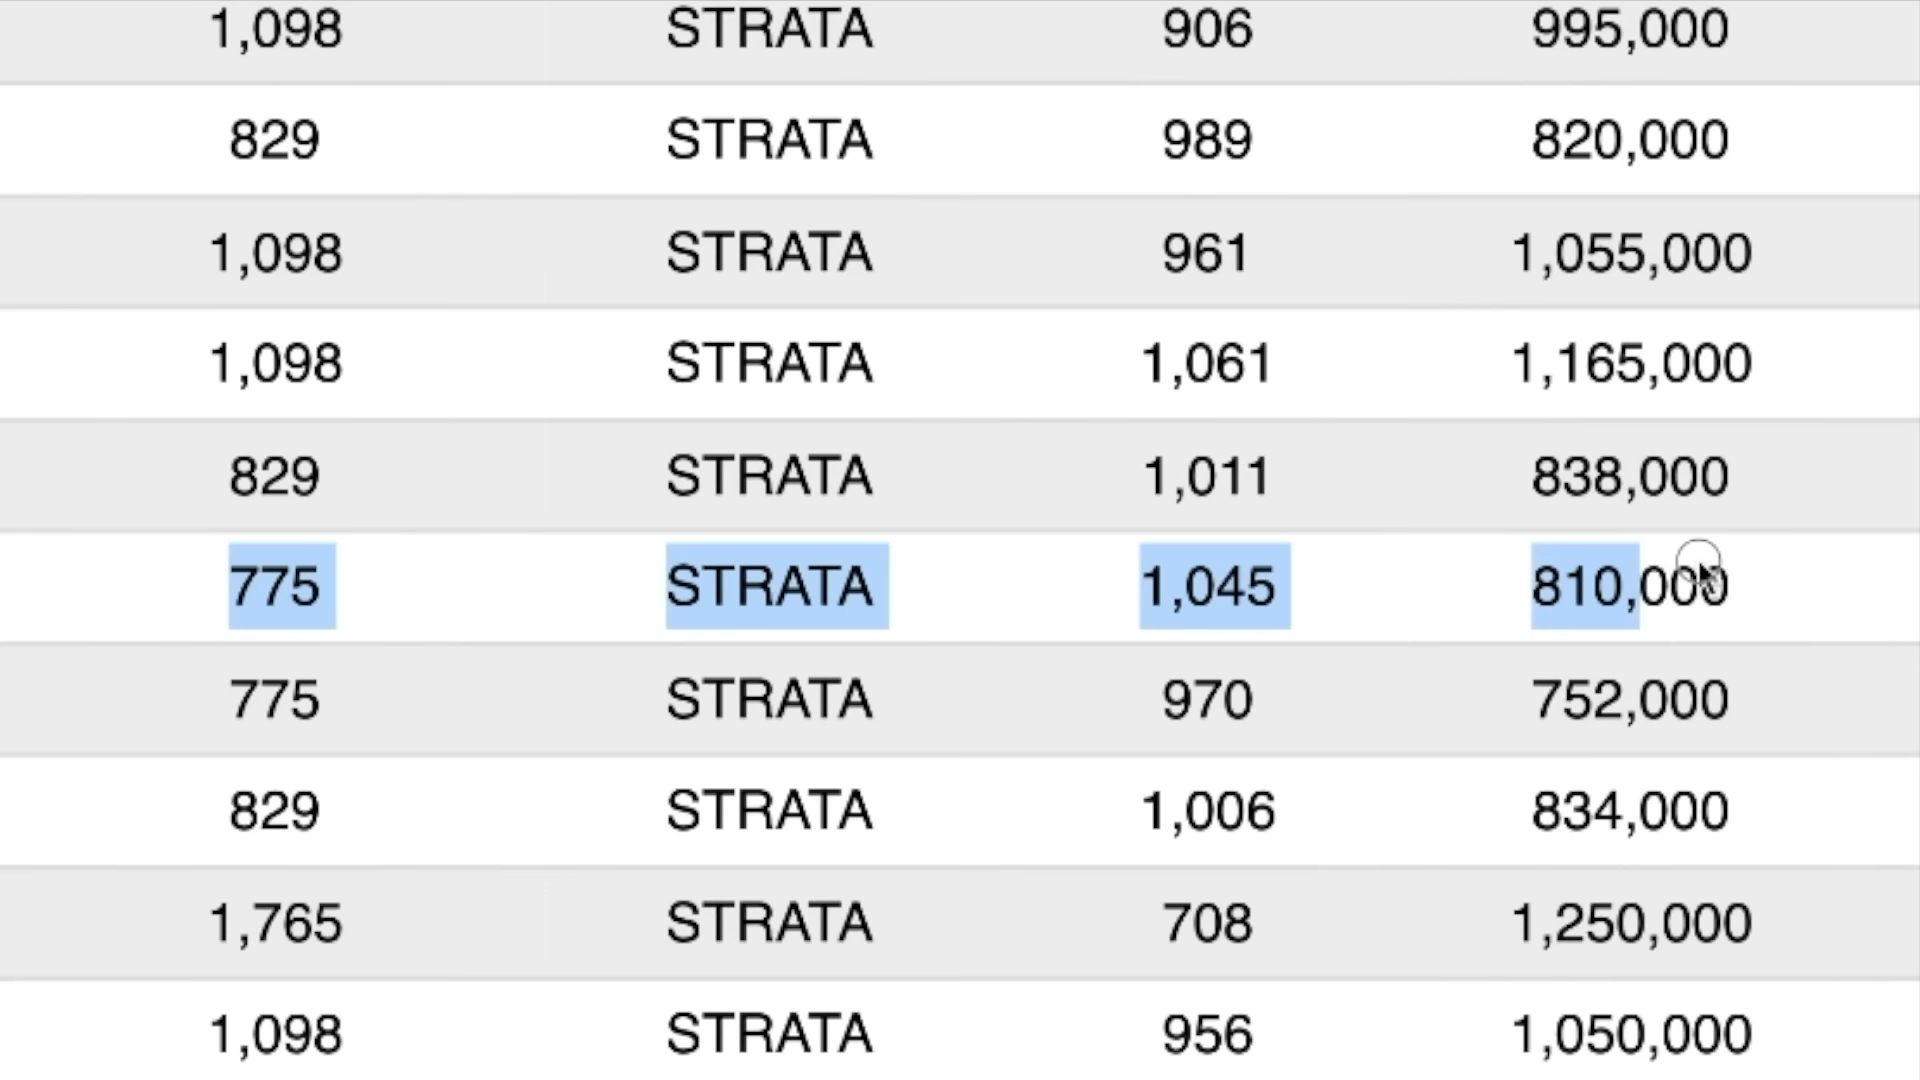 1,098 STRATA 906 995,000
829 STRATA 989 820,000
1,098 STRATA 961 1,055,000
1,098 STRATA 1,061 1,165,000
829 STRATA 1,011 838,000
775 STRATA 1,045 810,000
775 STRATA 970 752,000
829 STRATA 1,006 834,000
1,765 STRATA 708 1,250,000
1,098 STRATA 956 1,050,000